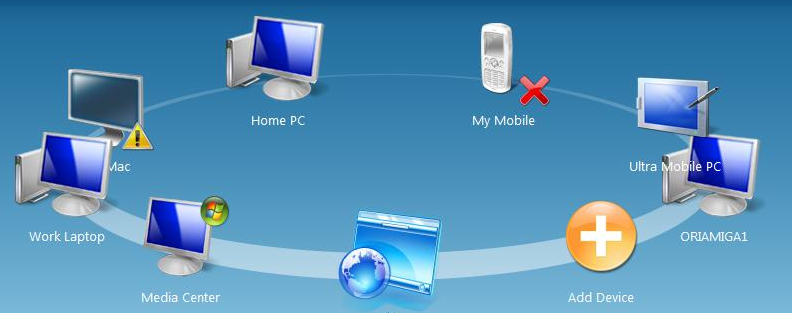 Home PC
My Mobile
Mac
Ultra Mobile PC
Work Laptop
ORIAMIGA1
Media Center
Add Device